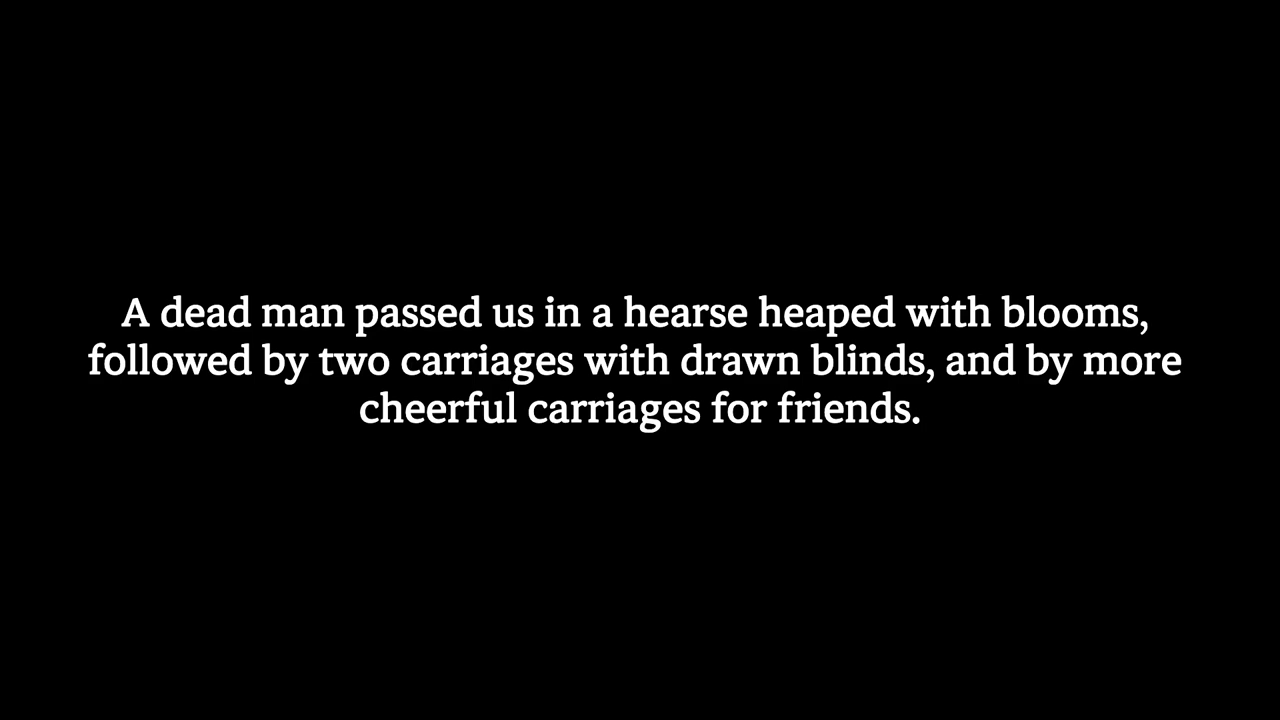 A dead man passed us in a hearse heaped with blooms,
followed by two carriages with drawn blinds, and by more
cheerful carriages for friends.